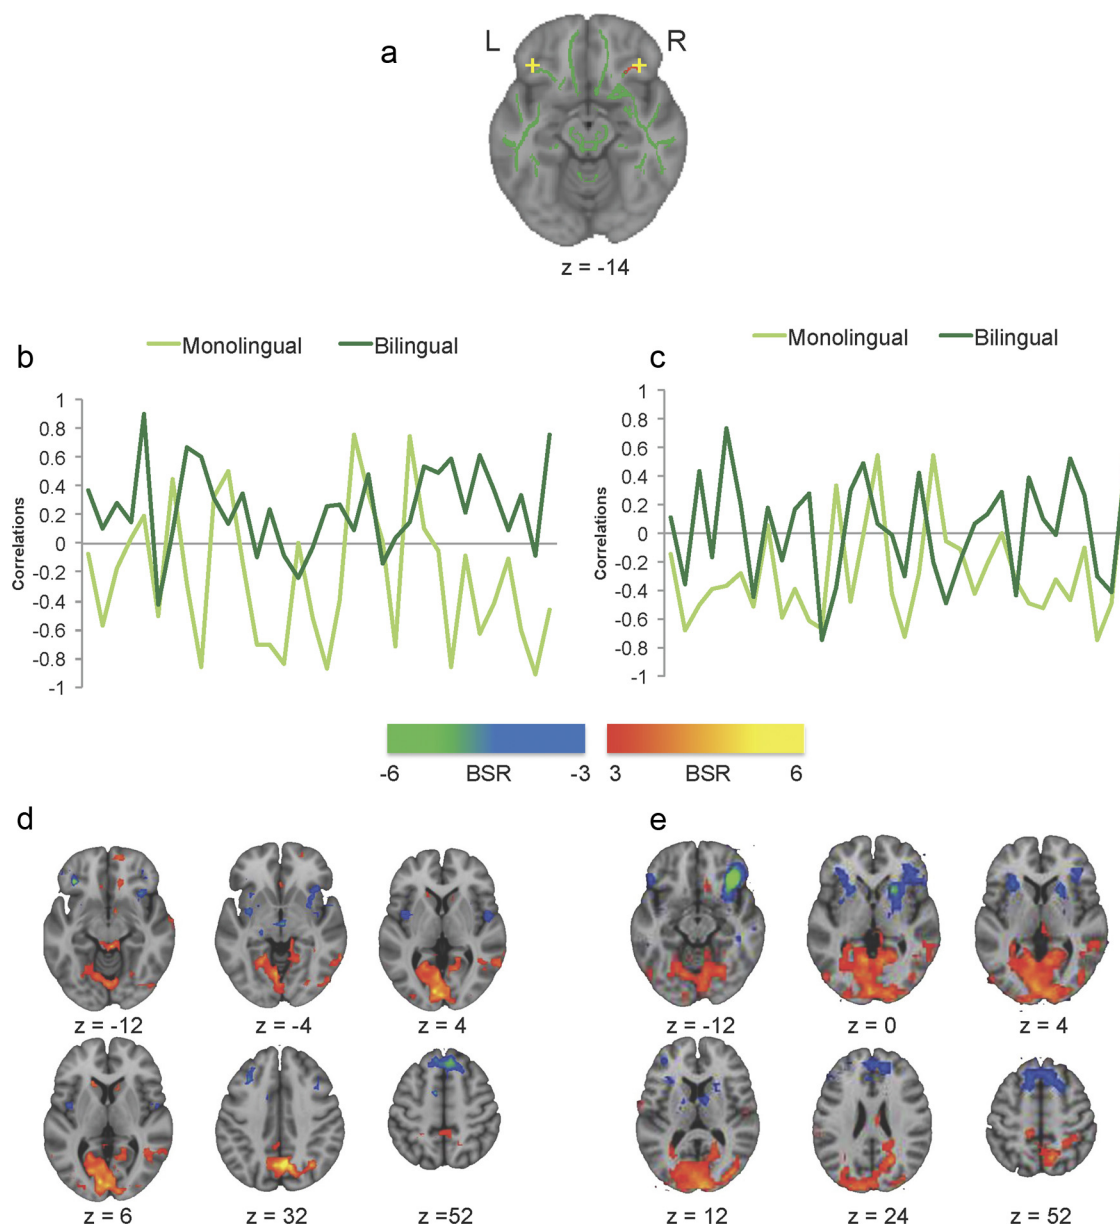 a
L R
z = -14
Monolingual Bilingual
b
1
0.8
0.6
0.4
0.2
0
-0.2
-0.4
-0.6
-0.8
-1
Correlations
Monolingual Bilingual
c
1
0.8
0.6
0.4
0.2
0
-0.2
-0.4
-0.6
-0.8
-1
Correlations
-6 BSR -3 3 BSR 6
d
z = -12 z = -4 z = 4
z = 6 z = 32 z =52
e
z = -12 z = 0 z = 4
z = 12 z = 24 z = 52